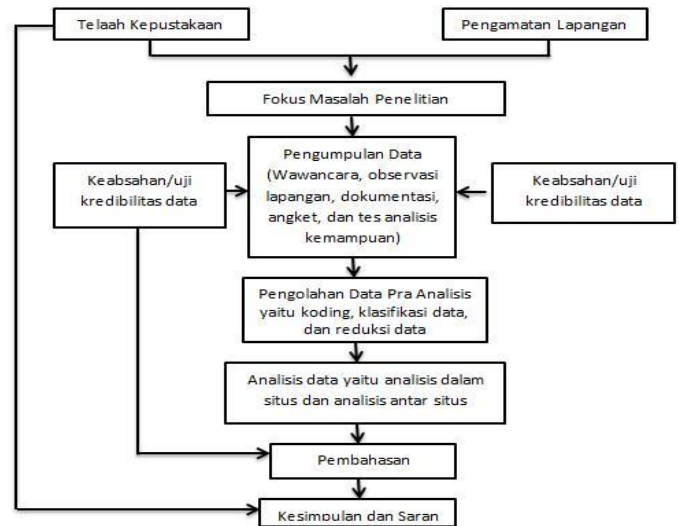 Telaah Kepustakaan
Pengamatan Lapangan
Fokus Masalah Penelitian
Pengumpulan Data
(Wawancara, observasi
lapangan, dokumentasi,
angket, dan tes analisis
kemampuan)
Keabsahan/uji
kredibilitas data
Keabsahan/uji
kredibilitas data
Pengolahan Data Pra Analisis
yaitu koding, klasifikasi data,
dan reduksi data
Analisis data yaitu analisis dalam
situs dan analisis antar situs
Pembahasan
Kesimpulan dan Saran